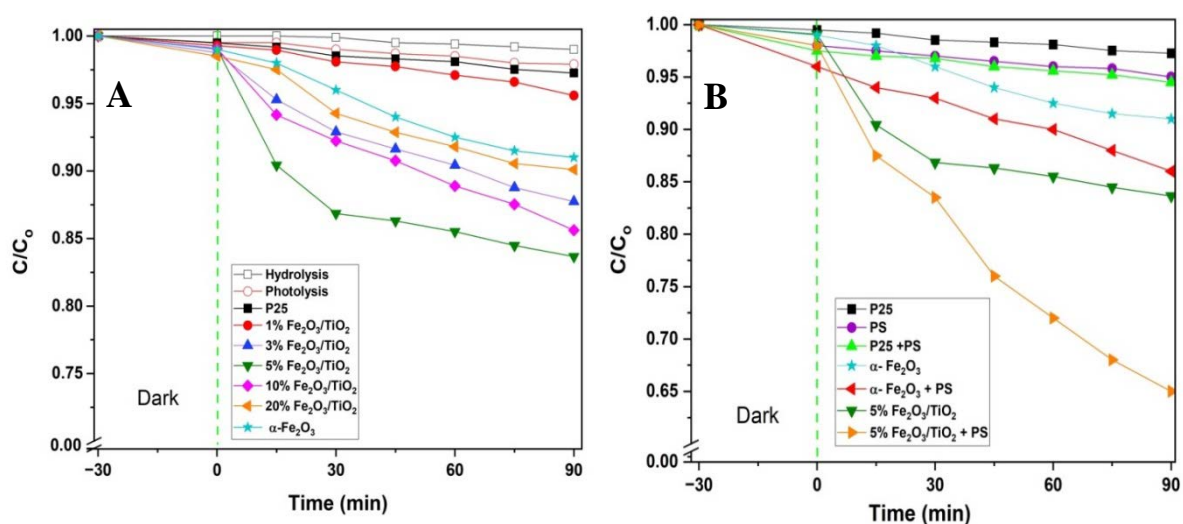 A
C/Co
1.00
0.95
0.90
0.85
0.80
0.75
0.00
Dark
Hydrolysis
Photolysis
P25
1% Fe₂O₃/TiO₂
3% Fe₂O₃/TiO₂
5% Fe₂O₃/TiO₂
10% Fe₂O₃/TiO₂
20% Fe₂O₃/TiO₂
α-Fe₂O₃
−30 0 30 60 90
Time (min)
B
C/Co
1.00
0.95
0.90
0.85
0.80
0.75
0.70
0.65
0.00
Dark
P25
PS
P25 +PS
α- Fe₂O₃
α- Fe₂O₃ + PS
5% Fe₂O₃/TiO₂
5% Fe₂O₃/TiO₂ + PS
−30 0 30 60 90
Time (min)